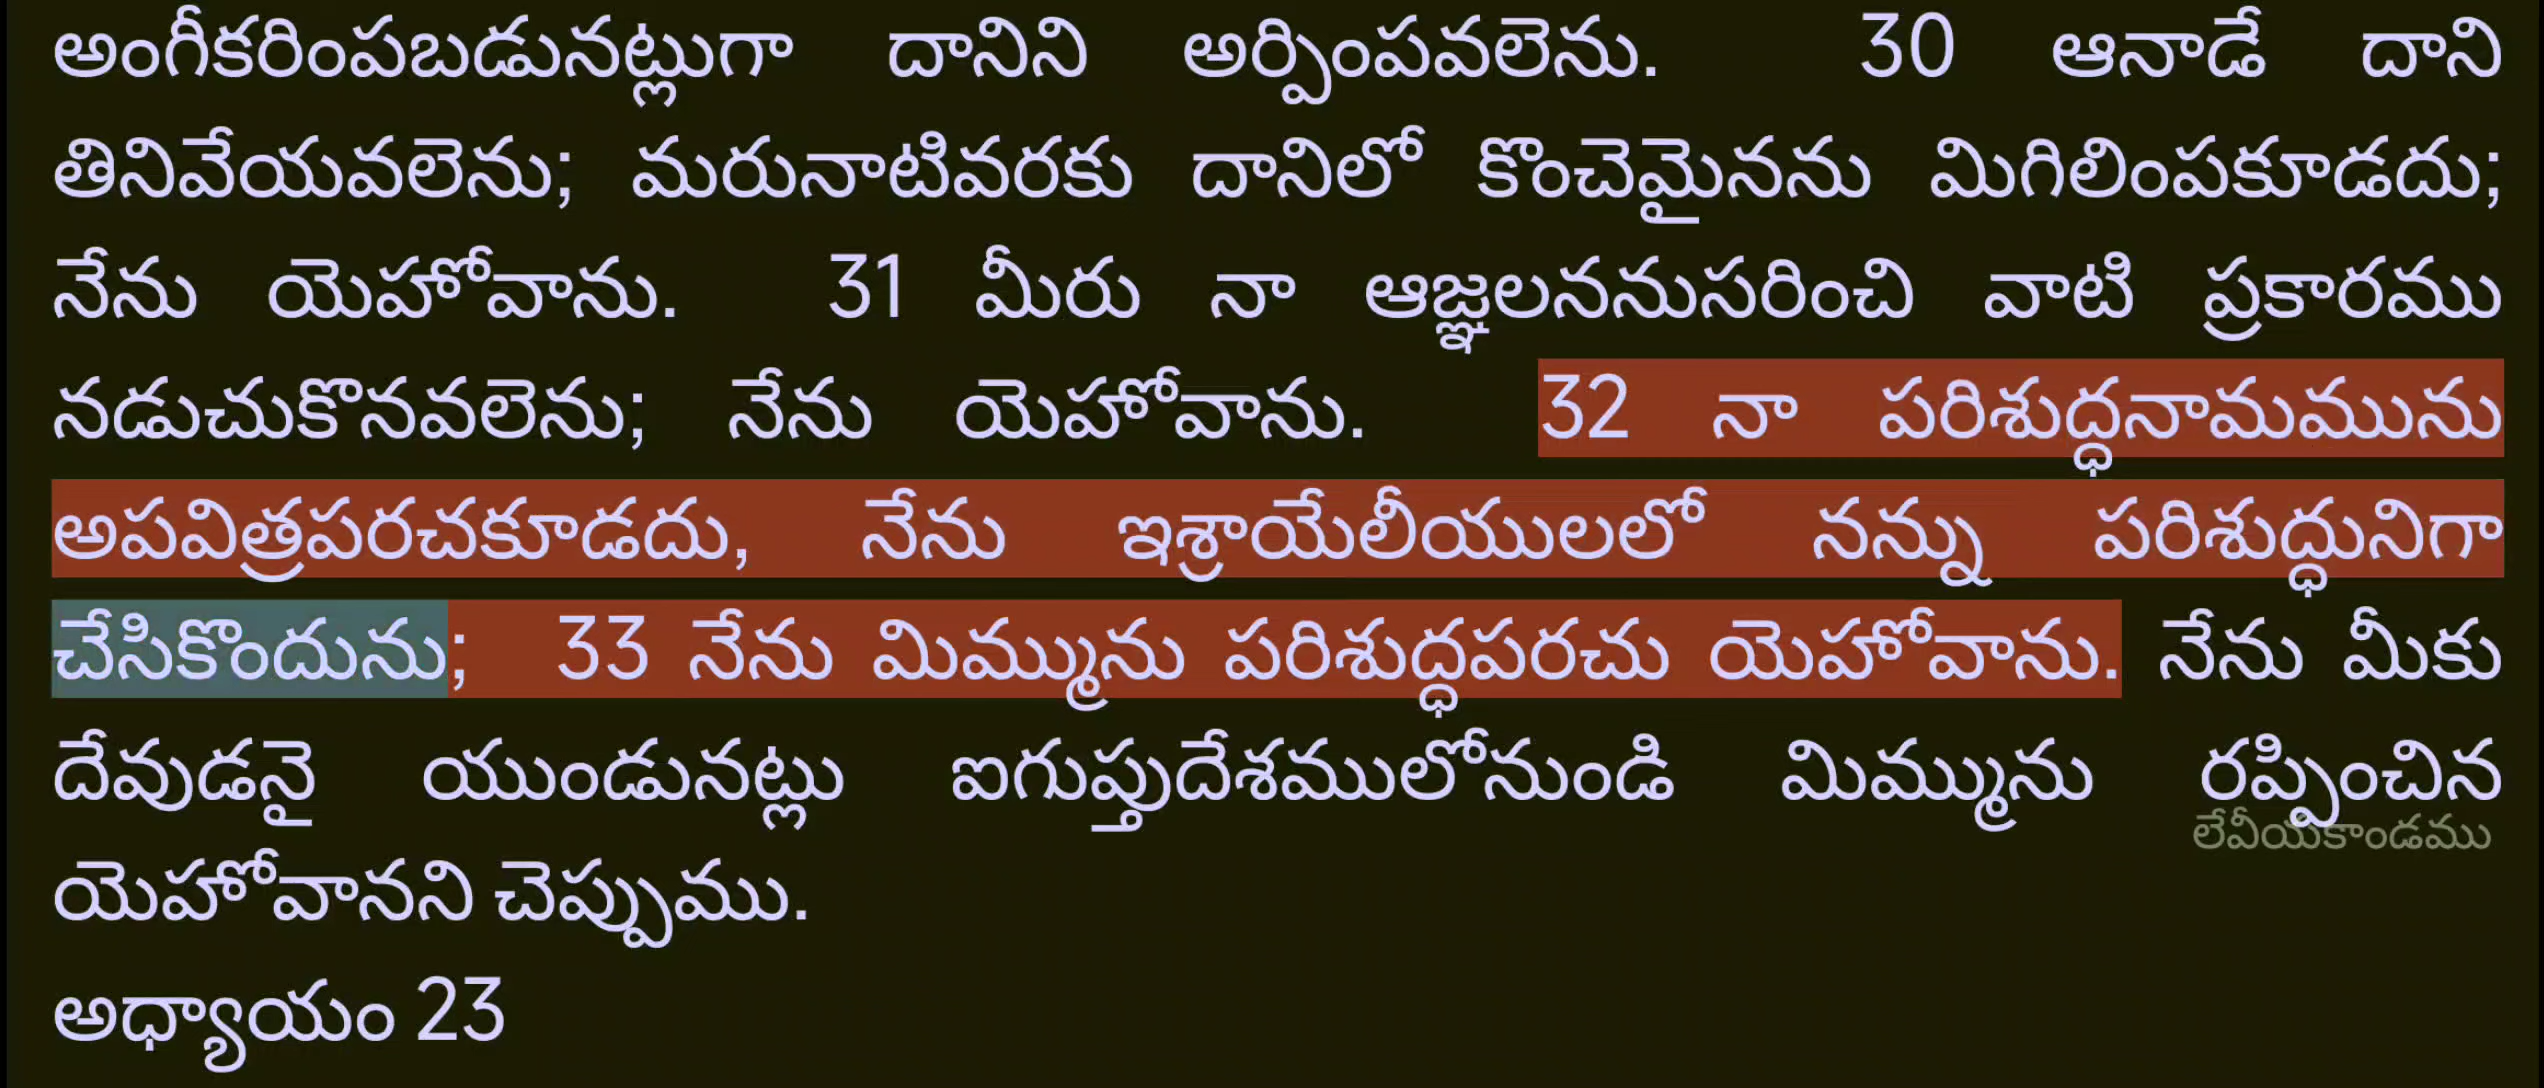 అంగీకరింపబడునట్లుగా దానిని అర్పింపవలెను. 30 ఆనాడే దాని
తినివేయవలెను; మరునాటివరకు దానిలో కొంచెమైనను మిగిలింపకూడదు;
నేను యెహోవాను. 31 మీరు నా ఆజ్ఞలననుసరించి వాటి ప్రకారము
నడుచుకొనవలెను; నేను యెహోవాను. 32 నా పరిశుద్ధనామమును
అపవిత్రపరచకూడదు, నేను ఇశ్రాయేలీయులలో నన్ను పరిశుద్ధునిగా
చేసికొందును; 33 నేను మిమ్మును పరిశుద్ధపరచు యెహోవాను. నేను మీకు
దేవుడనై యుండునట్లు ఐగుప్తుదేశములోనుండి మిమ్మును రప్పించిన
లేవీయకాండము
యెహోవానని చెప్పుము.
అధ్యాయం 23